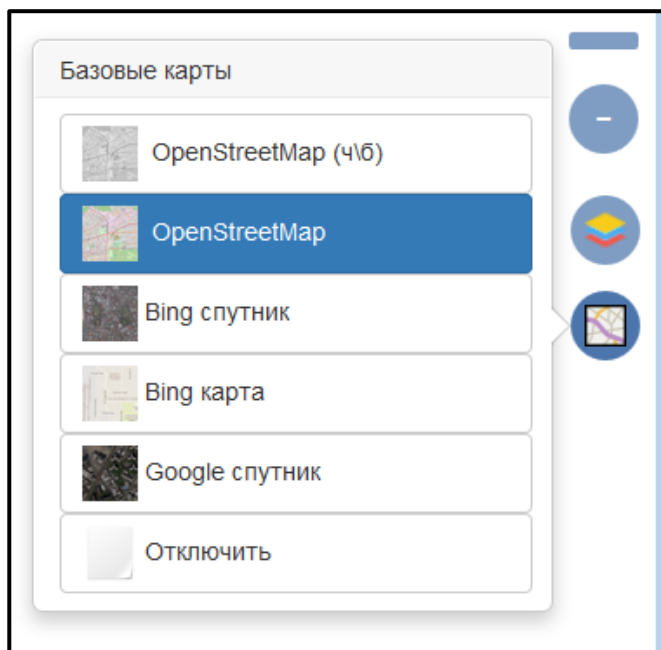 Базовые карты
OpenStreetMap (ч\б)
OpenStreetMap
Bing спутник
Bing карта
Google спутник
Отключить